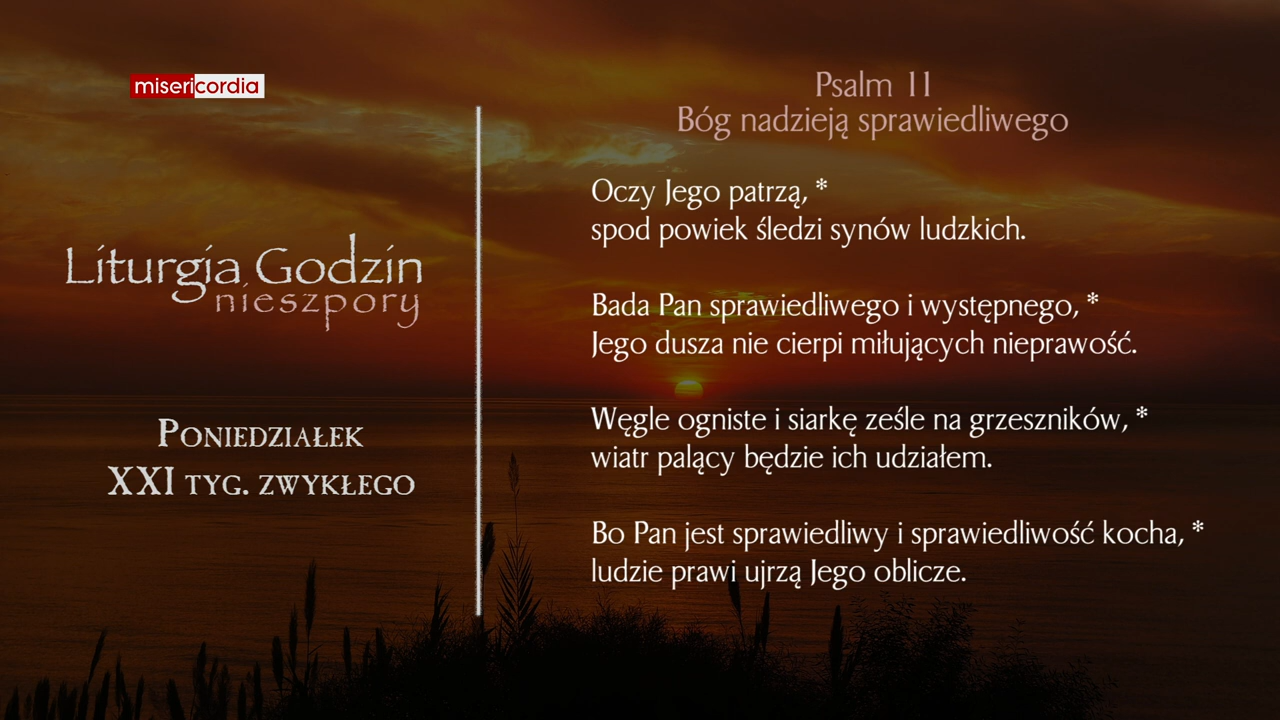 misericordia
Liturgia Godzin
nieszpory
Poniedziałek
XXI tyg. zwykłego
Psalm 11
Bóg nadzieją sprawiedliwego
Oczy Jego patrzą, *
spod powiek śledzi synów ludzkich.
Bada Pan sprawiedliwego i występnego, *
Jego dusza nie cierpi miłujących nieprawość.
Węgle ogniste i siarkę ześle na grzeszników, *
wiatr palący będzie ich udziałem.
Bo Pan jest sprawiedliwy i sprawiedliwość kocha, *
ludzie prawi ujrzą Jego oblicze.